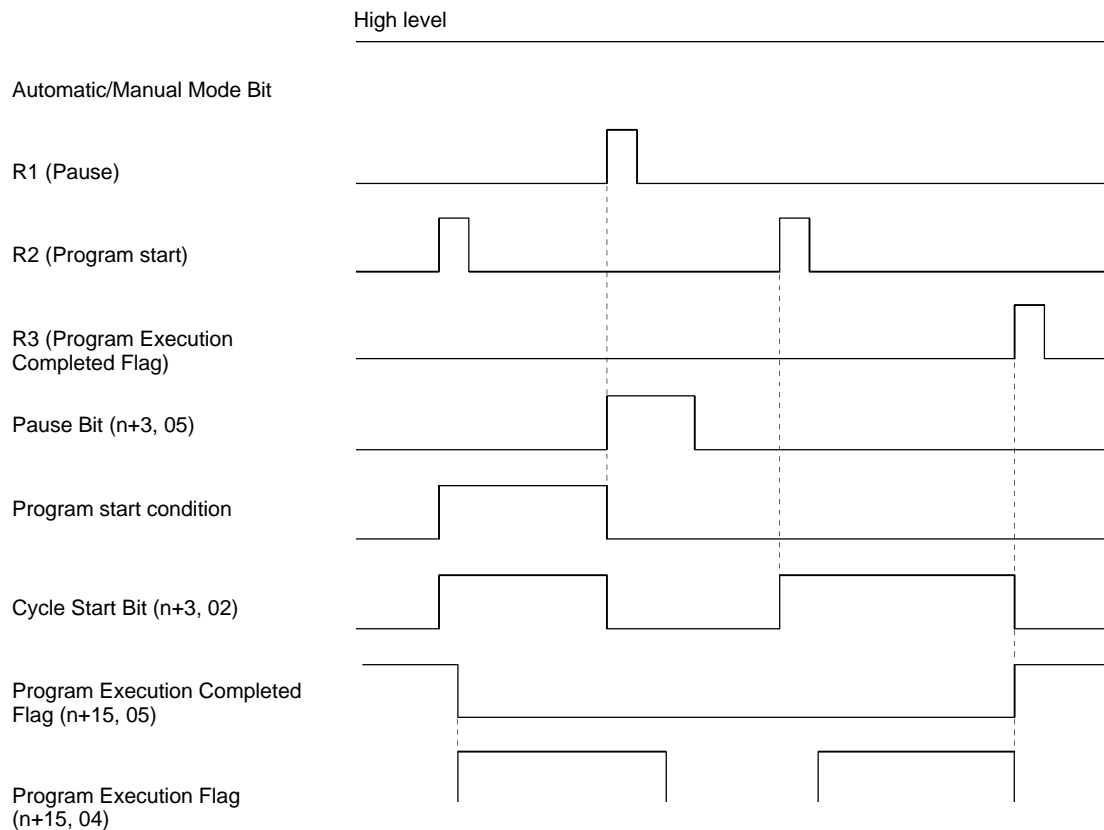 High level
Automatic/Manual Mode Bit
R1 (Pause)
R2 (Program start)
R3 (Program Execution
Completed Flag)
Pause Bit (n+3, 05)
Program start condition
Cycle Start Bit (n+3, 02)
Program Execution Completed
Flag (n+15, 05)
Program Execution Flag
(n+15, 04)